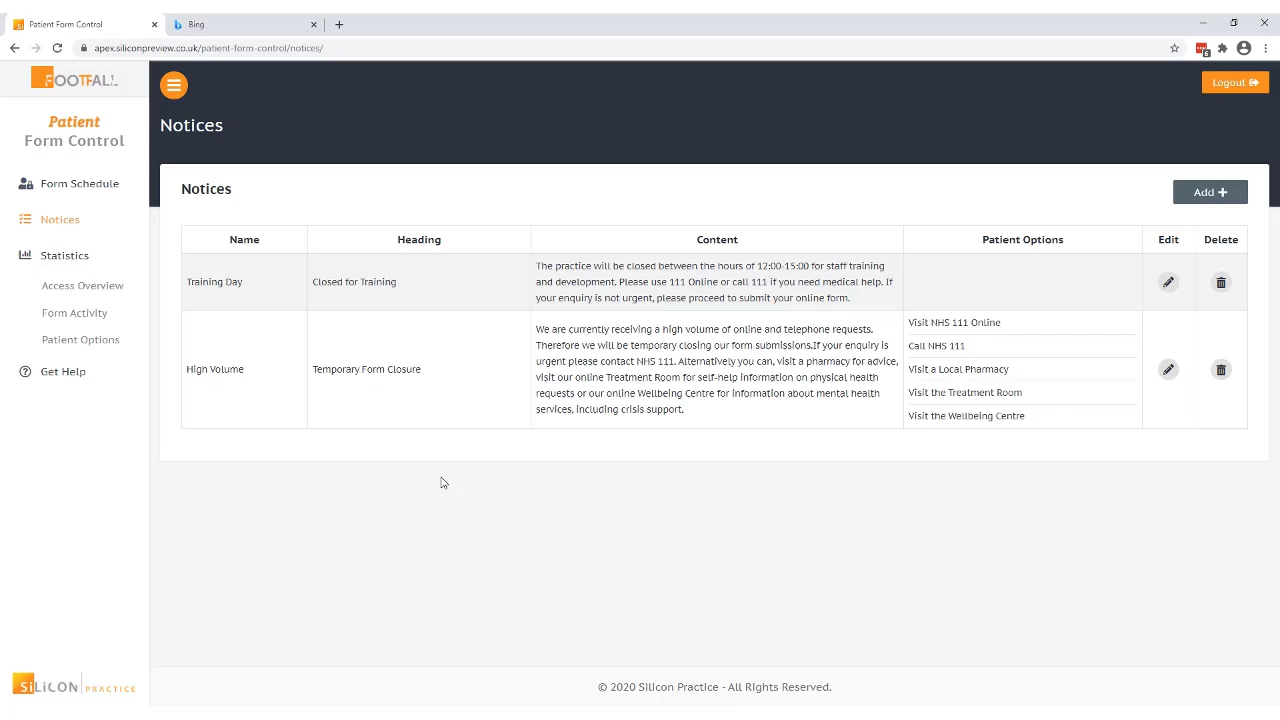 Patient Form Control
Bing
apex.siliconpreview.co.uk/patient-form-control/notices/
6
FOOTFALL
Logout
Notices
Patient
Form Control
Form Schedule
Notices
Statistics
Access Overview
Form Activity
Patient Options
Get Help
Notices
Add +
Name Heading Content Patient Options Edit Delete
Training Day
Closed for Training
The practice will be closed between the hours of 12:00-15:00 for staff training
and development. Please use 111 Online or call 111 if you need medical help. If
your enquiry is not urgent, please proceed to submit your online form.
High Volume
Temporary Form Closure
We are currently receiving a high volume of online and telephone requests.
Therefore we will be temporary closing our form submissions.If your enquiry is
urgent please contact NHS 111. Alternatively you can, visit a pharmacy for advice,
visit our online Treatment Room for self-help information on physical health
requests or our online Wellbeing Centre for information about mental health
services, including crisis support.
Visit NHS 111 Online
Call NHS 111
Visit a Local Pharmacy
Visit the Treatment Room
Visit the Wellbeing Centre
SiLiCON PRACTICE
© 2020 Silicon Practice - All Rights Reserved.